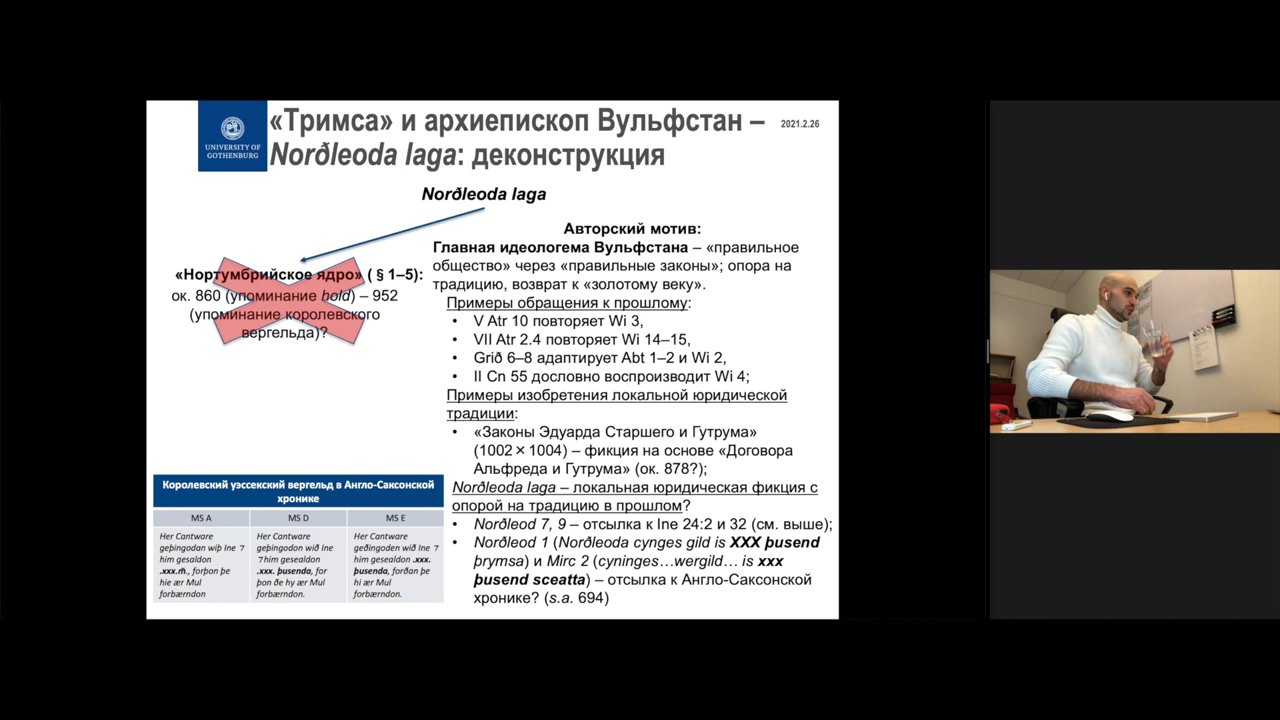 UNIVERSITY OF
GOTHENBURG
«Тримса» и архиепископ Вульфстан –
Norðleoda laga: деконструкция
2021.2.26
Norðleoda laga
«Нортумбрийское ядро» ( § 1–5):
ок. 860 (упоминание hold) – 952
(упоминание королевского
вергельда)?
Авторский мотив:
Главная идеологема Вульфстана – «правильное
общество» через «правильные законы»; опора на
традицию, возврат к «золотому веку».
Примеры обращения к прошлому:
• V Atr 10 повторяет Wi 3,
• VII Atr 2.4 повторяет Wi 14–15,
• Grið 6–8 адаптирует Abt 1–2 и Wi 2,
• II Cn 55 дословно воспроизводит Wi 4;
Примеры изобретения локальной юридической
традиции:
• «Законы Эдуарда Старшего и Гутрума»
(1002 × 1004) – фикция на основе «Договора
Альфреда и Гутрума» (ок. 878?);
Norðleoda laga – локальная юридическая фикция с
опорой на традицию в прошлом?
• Norðleod 7, 9 – отсылка к Ine 24:2 и 32 (см. выше);
• Norðleod 1 (Norðleoda cynges gild is XXX þusend
þrymsa) и Mirc 2 (cyninges…wergild… is xxx
þusend sceatta) – отсылка к Англо-Саксонской
хронике? (s.a. 694)
Королевский уэссекский вергельд в Англо-Саксонской
хронике
MS A
MS D
MS E
Her Cantware
geþingodan wiþ Ine ⁊
him gesaldon
.xxx.m̅., forþon þe
hie ær Mul
forbærndon
Her Cantware
geþingodon wið Ine
⁊ him gesealdon
.xxx. þusenda, for
þon ðe hy ær Mul
forbærndon.
Her Cantware
geðingoden wið Ine ⁊
him gesealdon .xxx.
þusenda, forðan þe
hi ær Mul
forbærndon.